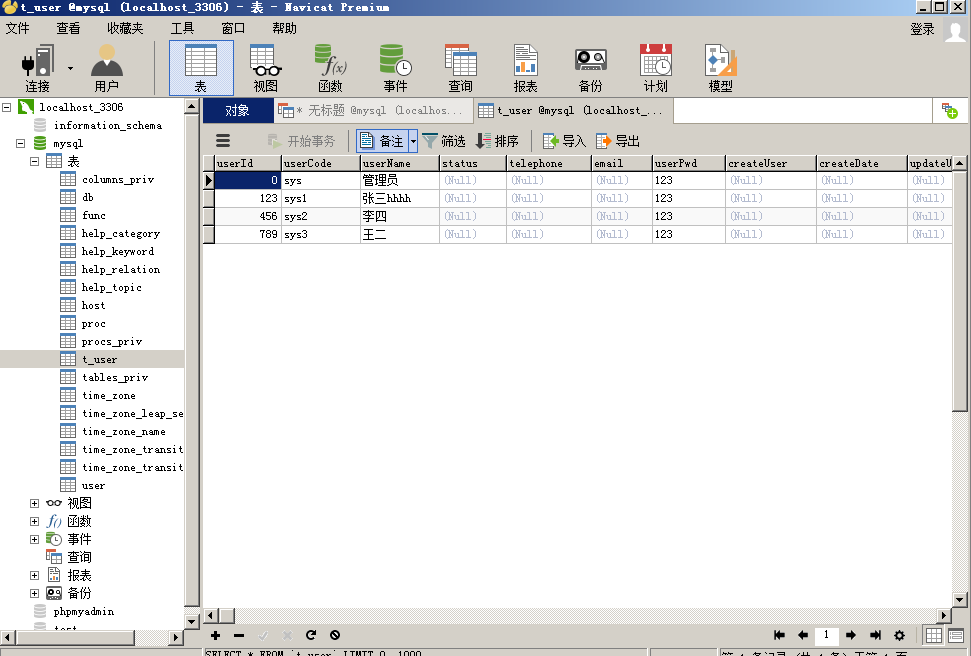 t_user @mysql (localhost_3306) - 表 - Navicat Premium
文件 查看 收藏夹 工具 窗口 帮助 登录
连接 用户 表 视图 函数 事件 查询 报表 备份 计划 模型
localhost_3306
information_schema
mysql
表
columns_priv
db
func
help_category
help_keyword
help_relation
help_topic
host
proc
procs_priv
t_user
tables_priv
time_zone
time_zone_leap_se
time_zone_name
time_zone_transit
time_zone_transit
user
视图
函数
事件
查询
报表
备份
phpmyadmin
对象 * 无标题 @mysql (localhos... t_user @mysql (localhost_...
开始事务 备注 筛选 排序 导入 导出
userId userCode userName status telephone email userPwd createUser createDate updateU
0 sys 管理员 (Null) (Null) (Null) 123 (Null) (Null) (Null)
123 sys1 张三hhhh (Null) (Null) (Null) 123 (Null) (Null) (Null)
456 sys2 李四 (Null) (Null) (Null) 123 (Null) (Null) (Null)
789 sys3 王二 (Null) (Null) (Null) 123 (Null) (Null) (Null)
1
SELECT * FROM `t_user` LIMIT 0, 1000